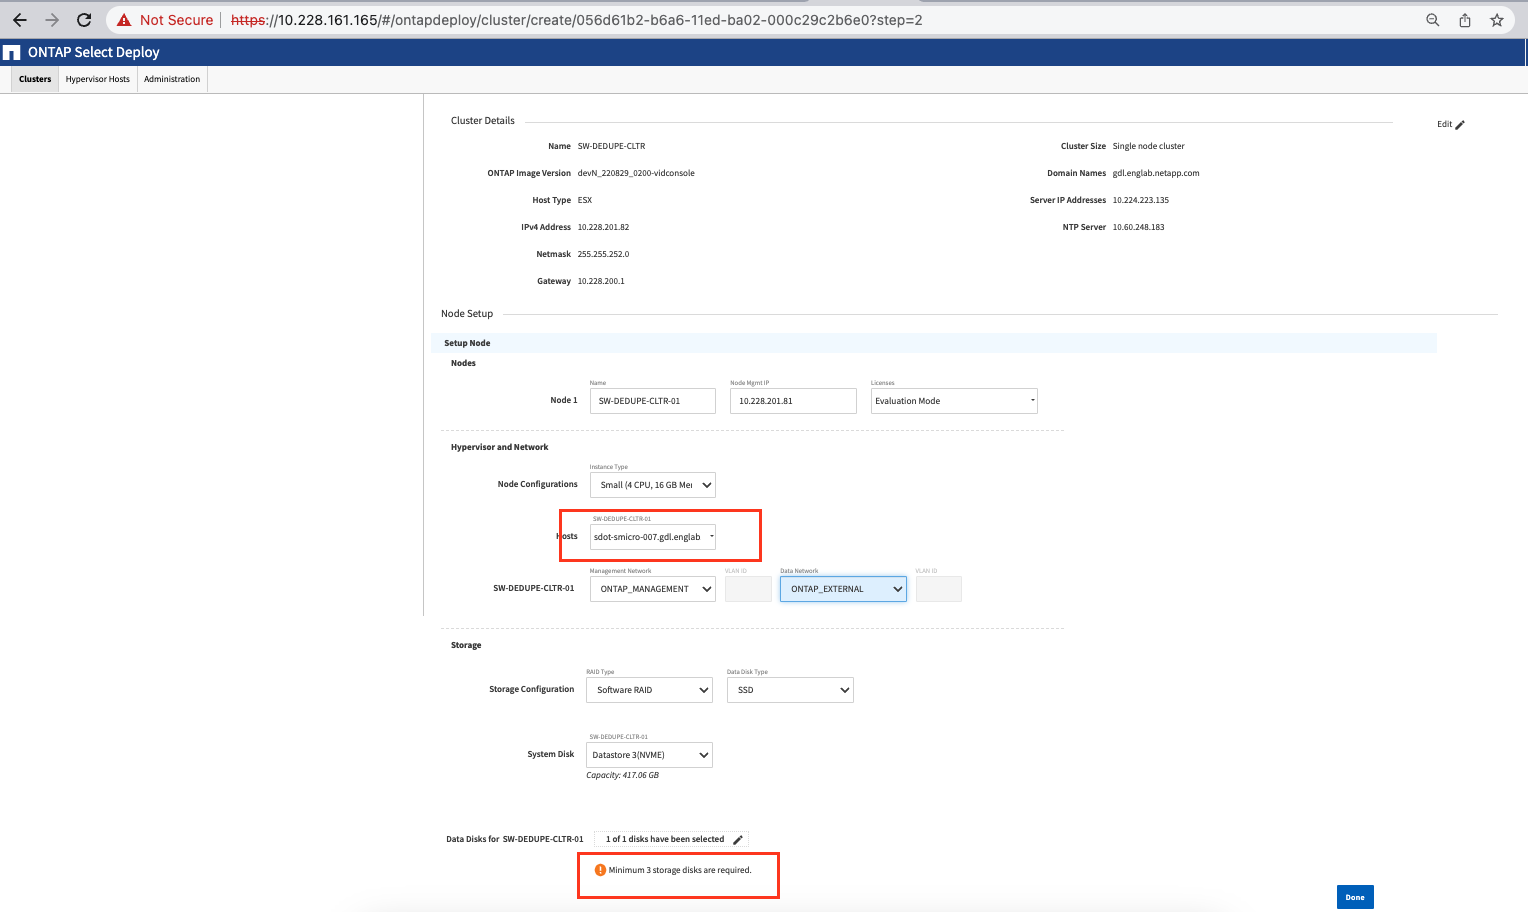 Not Secure https://10.228.161.165/#/ontapdeploy/cluster/create/056d61b2-b6a6-11ed-ba02-000c29c2b6e0?step=2
ONTAP Select Deploy
Clusters Hypervisor Hosts Administration
Cluster Details
Edit
Name SW-DEDUPE-CLTR Cluster Size Single node cluster
ONTAP Image Version devN_220829_0200-vidconsole Domain Names gdl.englab.netapp.com
Host Type ESX Server IP Addresses 10.224.223.135
IPv4 Address 10.228.201.82 NTP Server 10.60.248.183
Netmask 255.255.252.0
Gateway 10.228.200.1
Node Setup
Setup Node
Nodes
Name Node Mgmt IP Licenses
Node 1 SW-DEDUPE-CLTR-01 10.228.201.81 Evaluation Mode
Hypervisor and Network
Instance Type
Node Configurations Small (4 CPU, 16 GB Mer
SW-DEDUPE-CLTR-01
Hosts sdot-smicro-007.gdl.englab
Management Network VLAN ID Data Network VLAN ID
SW-DEDUPE-CLTR-01 ONTAP_MANAGEMENT ONTAP_EXTERNAL
Storage
RAID Type Data Disk Type
Storage Configuration Software RAID SSD
SW-DEDUPE-CLTR-01
System Disk Datastore 3(NVME)
Capacity: 417.06 GB
Data Disks for SW-DEDUPE-CLTR-01 1 of 1 disks have been selected
Minimum 3 storage disks are required.
Done